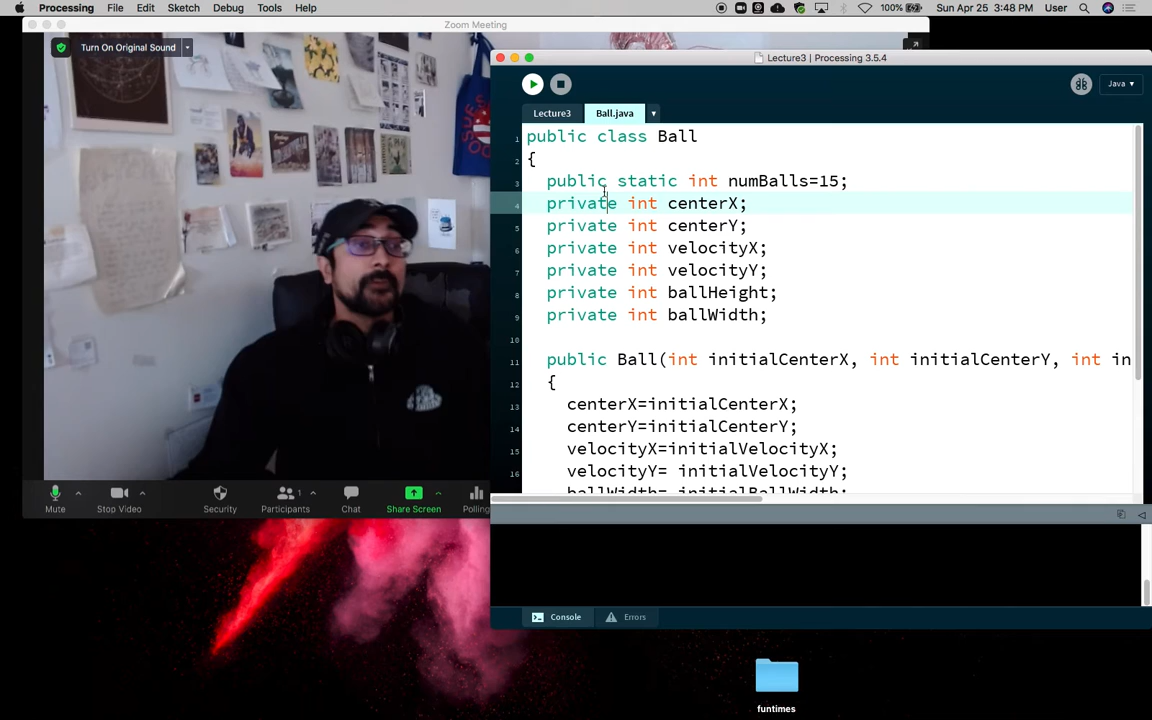 Processing File Edit Sketch Debug Tools Help 100% Sun Apr 25 3:48 PM User
Zoom Meeting
Turn On Original Sound
Lecture3 | Processing 3.5.4
Java ▾
Lecture3 Ball.java ▾
1 public class Ball
2 {
3 public static int numBalls=15;
4 private int centerX;
5 private int centerY;
6 private int velocityX;
7 private int velocityY;
8 private int ballHeight;
9 private int ballWidth;
10
11 public Ball(int initialCenterX, int initialCenterY, int in
12 {
13 centerX=initialCenterX;
14 centerY=initialCenterY;
15 velocityX=initialVelocityX;
16 velocityY= initialVelocityY;
ballWidth= initialBallWidth;
Mute Stop Video Security Participants 1 Chat Share Screen Polling
Console Errors
funtimes